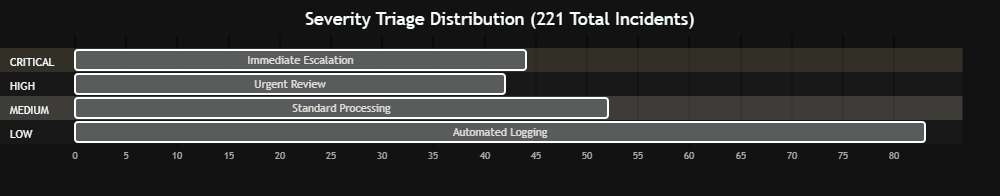 Severity Triage Distribution (221 Total Incidents)
CRITICAL
Immediate Escalation
HIGH
Urgent Review
MEDIUM
Standard Processing
LOW
Automated Logging
0 5 10 15 20 25 30 35 40 45 50 55 60 65 70 75 80